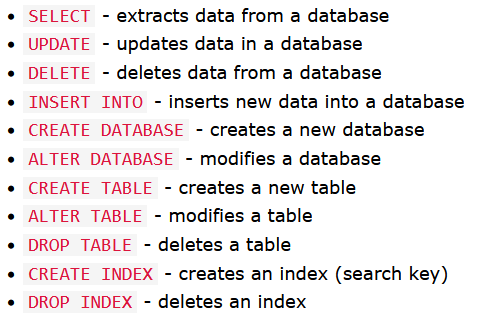 SELECT - extracts data from a database
UPDATE - updates data in a database
DELETE - deletes data from a database
INSERT INTO - inserts new data into a database
CREATE DATABASE - creates a new database
ALTER DATABASE - modifies a database
CREATE TABLE - creates a new table
ALTER TABLE - modifies a table
DROP TABLE - deletes a table
CREATE INDEX - creates an index (search key)
DROP INDEX - deletes an index